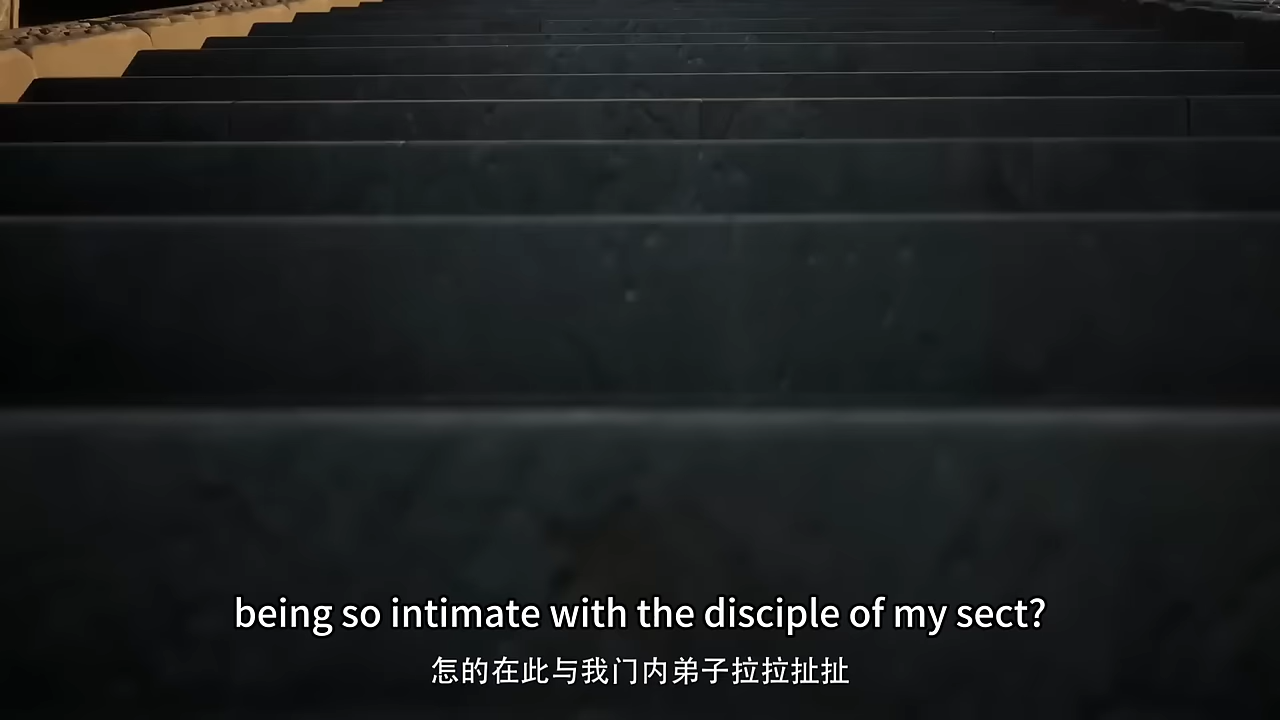 being so intimate with the disciple of my sect?
怎的在此与我门内弟子拉拉扯扯